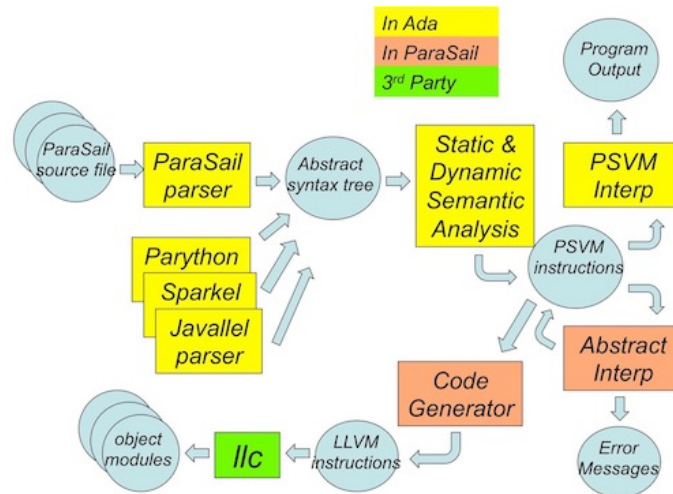 In Ada
In ParaSail
3rd Party
Program
Output
ParaSail
source file
ParaSail
parser
Abstract
syntax tree
Static &
Dynamic
Semantic
Analysis
PSVM
Interp
Parython
Sparkel
Javallel
parser
PSVM
instructions
Abstract
Interp
Code
Generator
object
modules
llc
LLVM
instructions
Error
Messages